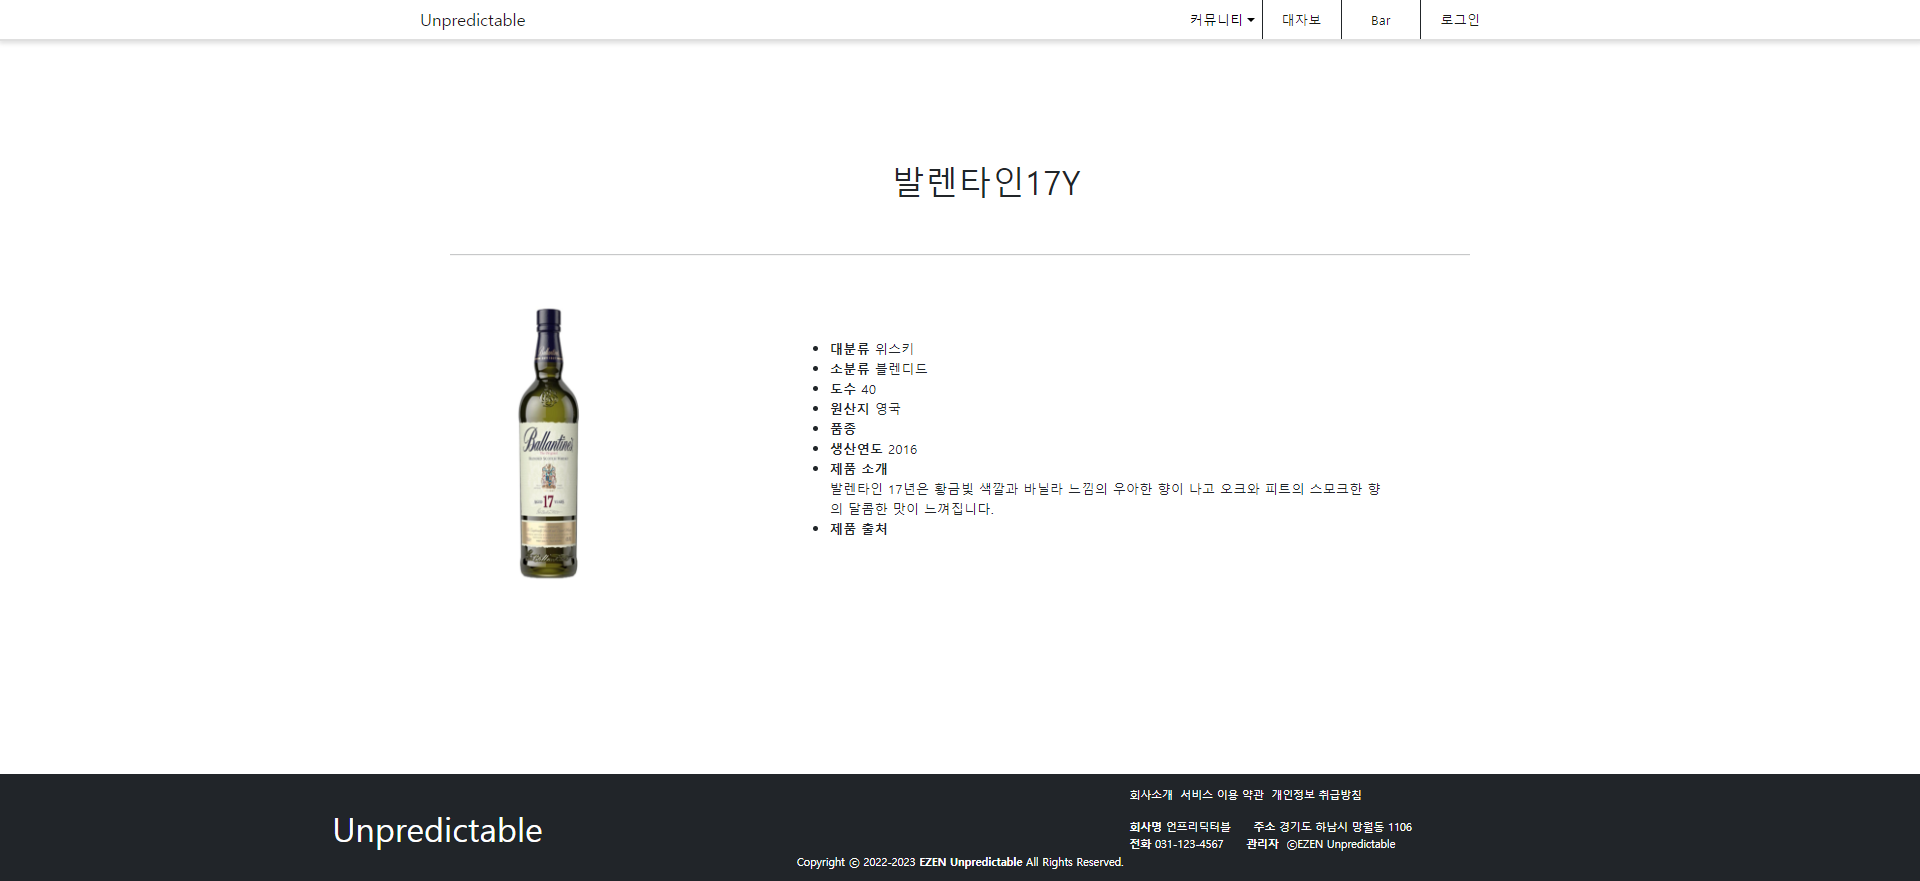 Unpredictable
커뮤니티
대자보
Bar
로그인
발렌타인17Y
Ballantine's
17
대분류 위스키
소분류 블렌디드
도수 40
원산지 영국
품종
생산연도 2016
제품 소개
발렌타인 17년은 황금빛 색깔과 바닐라 느낌의 우아한 향이 나고 오크와 피트의 스모크한 향
의 달콤한 맛이 느껴집니다.
제품 출처
Unpredictable
회사소개 서비스 이용 약관 개인정보 취급방침
회사명 언프리딕터블 주소 경기도 하남시 망월동 1106
전화 031-123-4567 관리자 ©EZEN Unpredictable
Copyright © 2022-2023 EZEN Unpredictable All Rights Reserved.